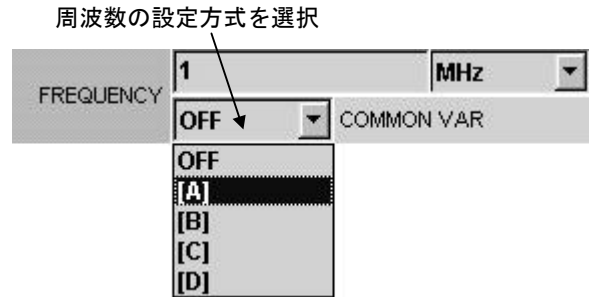 周波数の設定方式を選択
1 MHz
FREQUENCY
OFF COMMON VAR
OFF
[A]
[B]
[C]
[D]